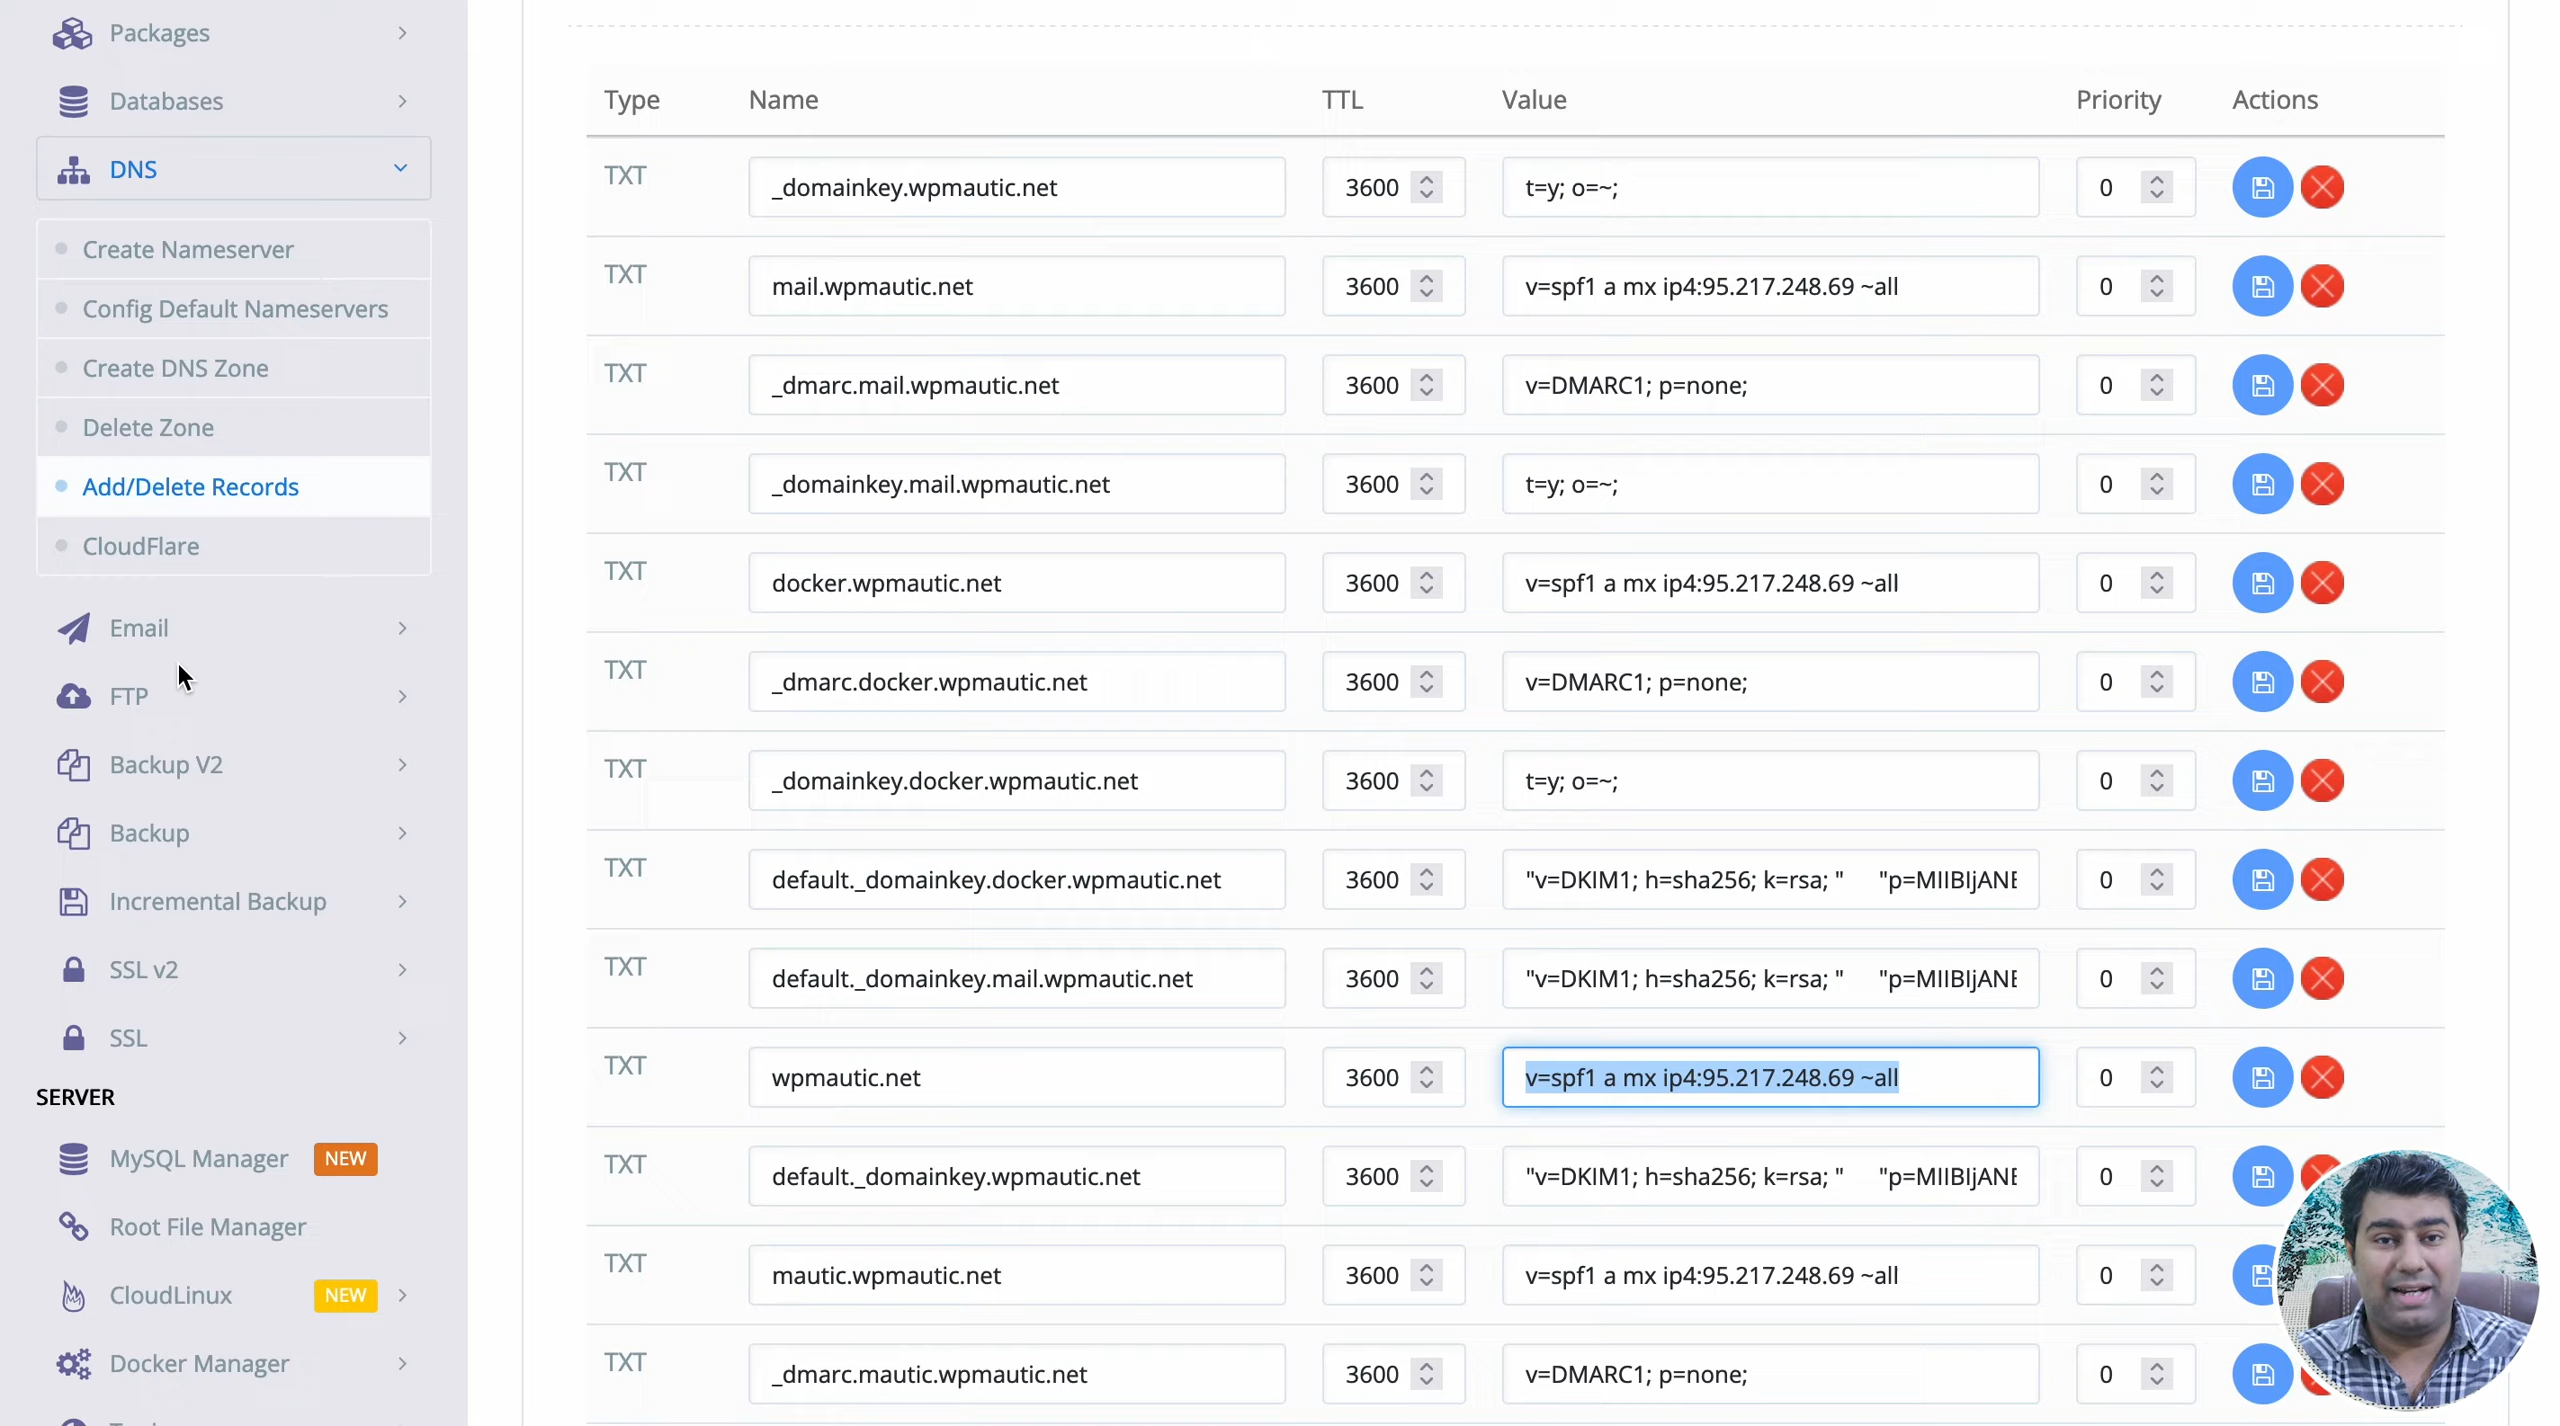 Packages
Databases
DNS
Create Nameserver
Config Default Nameservers
Create DNS Zone
Delete Zone
Add/Delete Records
CloudFlare
Email
FTP
Backup V2
Backup
Incremental Backup
SSL v2
SSL
SERVER
MySQL Manager NEW
Root File Manager
CloudLinux NEW
Docker Manager
Type Name TTL Value Priority Actions
TXT _domainkey.wpmautic.net 3600 t=y; o=~; 0
TXT mail.wpmautic.net 3600 v=spf1 a mx ip4:95.217.248.69 ~all 0
TXT _dmarc.mail.wpmautic.net 3600 v=DMARC1; p=none; 0
TXT _domainkey.mail.wpmautic.net 3600 t=y; o=~; 0
TXT docker.wpmautic.net 3600 v=spf1 a mx ip4:95.217.248.69 ~all 0
TXT _dmarc.docker.wpmautic.net 3600 v=DMARC1; p=none; 0
TXT _domainkey.docker.wpmautic.net 3600 t=y; o=~; 0
TXT default._domainkey.docker.wpmautic.net 3600 "v=DKIM1; h=sha256; k=rsa; " "p=MIIBIjANB 0
TXT default._domainkey.mail.wpmautic.net 3600 "v=DKIM1; h=sha256; k=rsa; " "p=MIIBIjANB 0
TXT wpmautic.net 3600 v=spf1 a mx ip4:95.217.248.69 ~all 0
TXT default._domainkey.wpmautic.net 3600 "v=DKIM1; h=sha256; k=rsa; " "p=MIIBIjANB 0
TXT mautic.wpmautic.net 3600 v=spf1 a mx ip4:95.217.248.69 ~all 0
TXT _dmarc.mautic.wpmautic.net 3600 v=DMARC1; p=none; 0